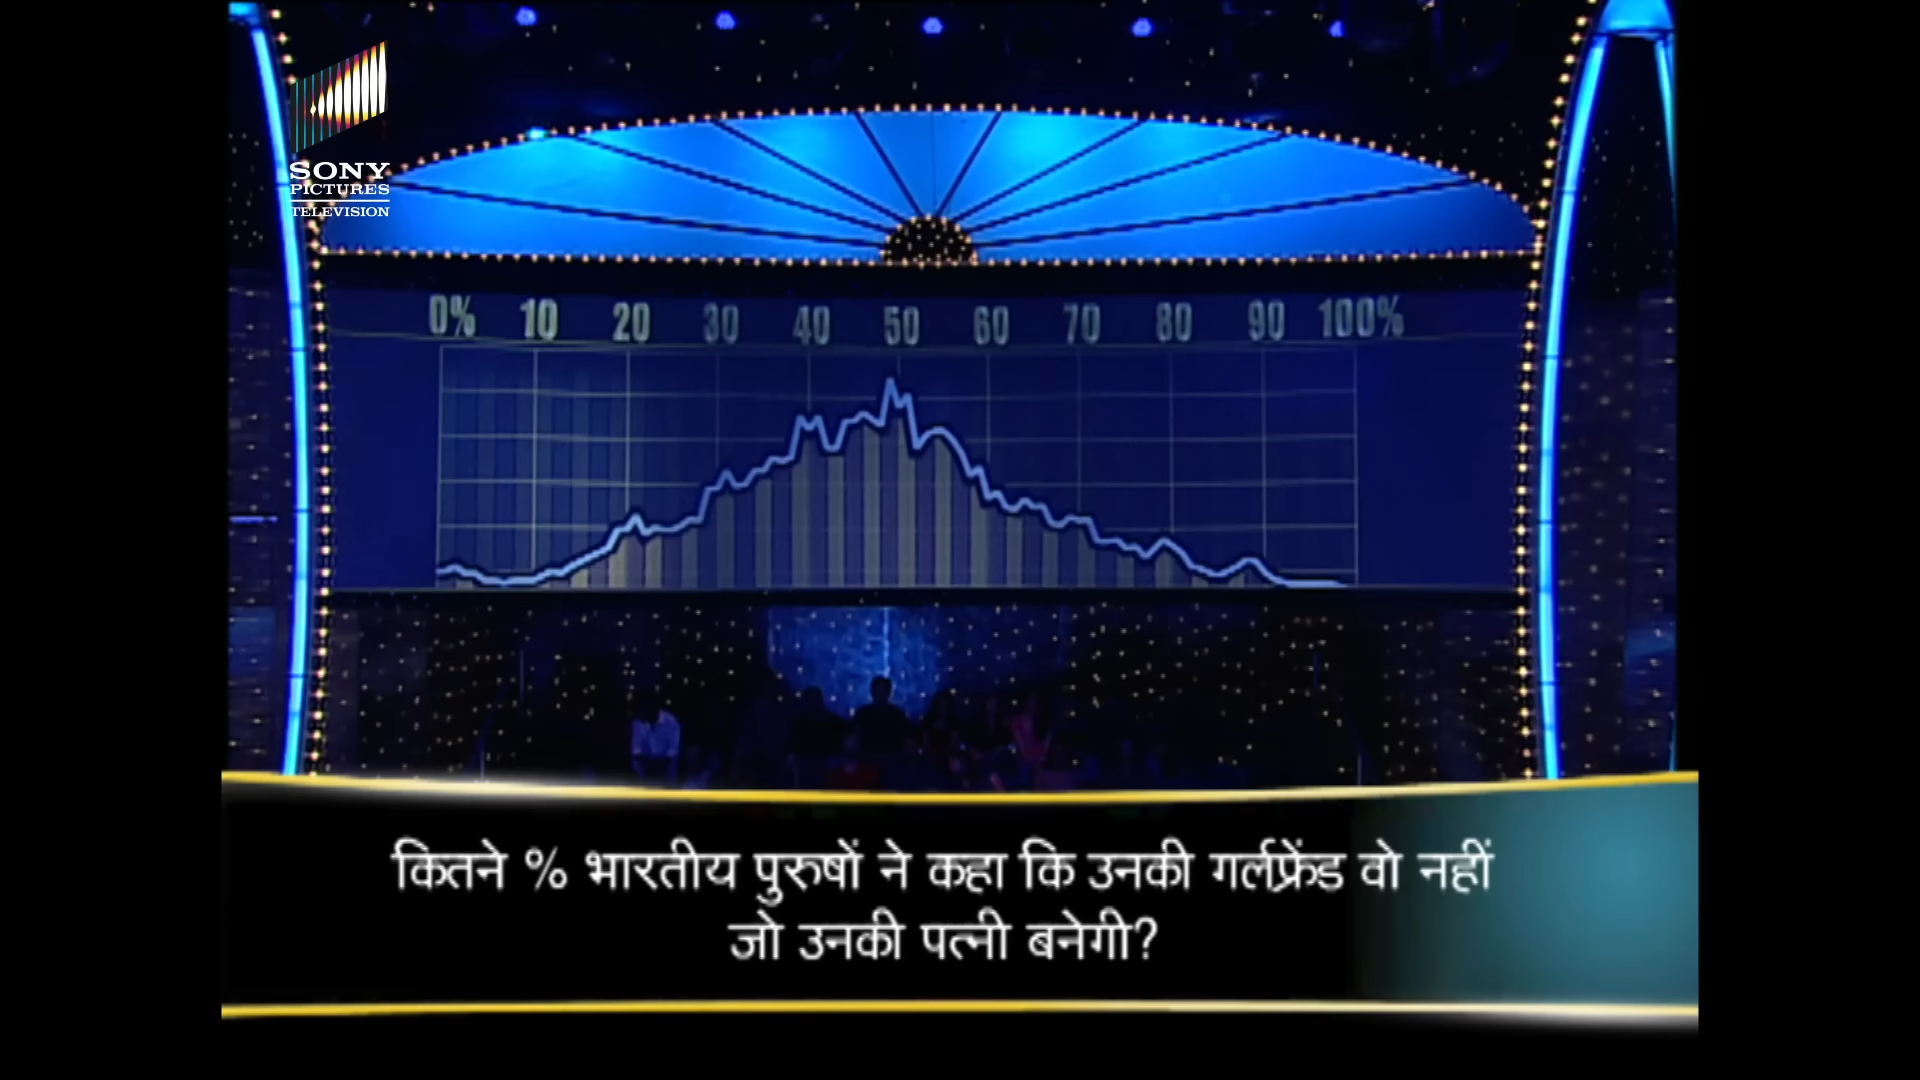 SONY
PICTURES
TELEVISION
0% 10 20 30 40 50 60 70 80 90 100%
कितने % भारतीय पुरुषों ने कहा कि उनकी गर्लफ्रेंड वो नहीं
जो उनकी पत्नी बनेगी?